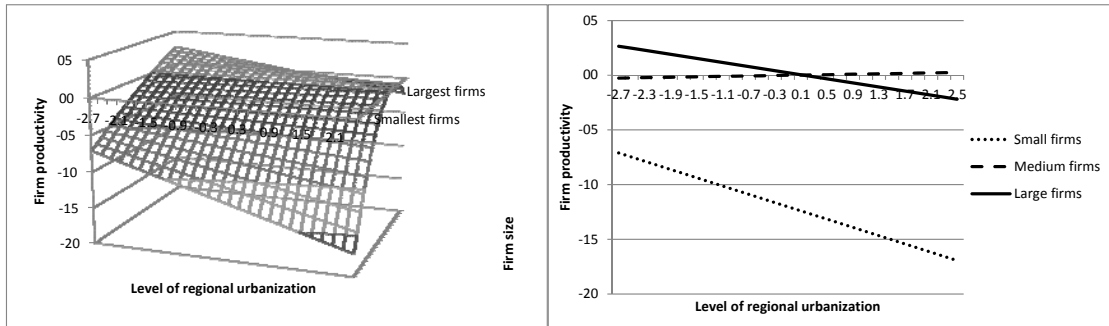 05
00
-05
-10
-15
-20
Firm productivity
-2.7 -2.1 -1.5 -0.9 -0.3 0.3 0.9 1.5 2.1
Largest firms
Smallest firms
Firm size
Level of regional urbanization
05
00
-05
-10
-15
-20
Firm productivity
-2.7 -2.3 -1.9 -1.5 -1.1 -0.7 -0.3 0.1 0.5 0.9 1.3 1.7 2.1 2.5
Small firms
Medium firms
Large firms
Level of regional urbanization